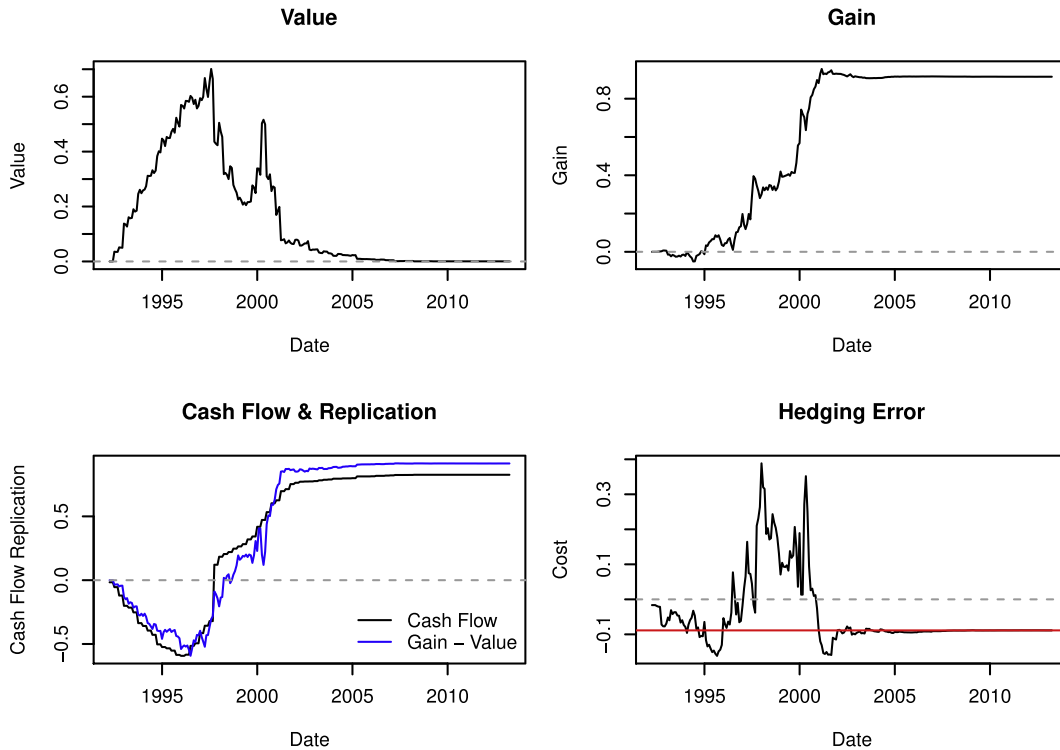 Value
Gain
Value
0.0
0.2
0.4
0.6
1995
2000
2005
2010
Date
Gain
0.0
0.4
0.8
1995
2000
2005
2010
Date
Cash Flow & Replication
Hedging Error
Cash Flow Replication
−0.5
0.0
0.5
Cash Flow
Gain − Value
1995
2000
2005
2010
Date
Cost
−0.1
0.1
0.3
1995
2000
2005
2010
Date